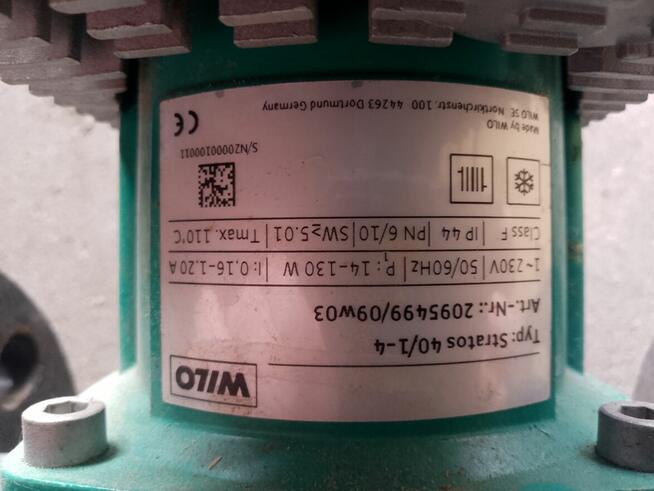 WILO
Typ: Stratos 40/1-4
Art.-Nr.: 2095499/09w03
1~230V | 50/60Hz | P₁: 14-130 W | I: 0,16-1.20 A
Class F | IP 44 | PN 6/10 | SW≥5.01 | Tmax. 110°C
S/NZ0000100011
CE
Made by WILO
WILO SE Nortkirchenstr. 100 44263 Dortmund Germany